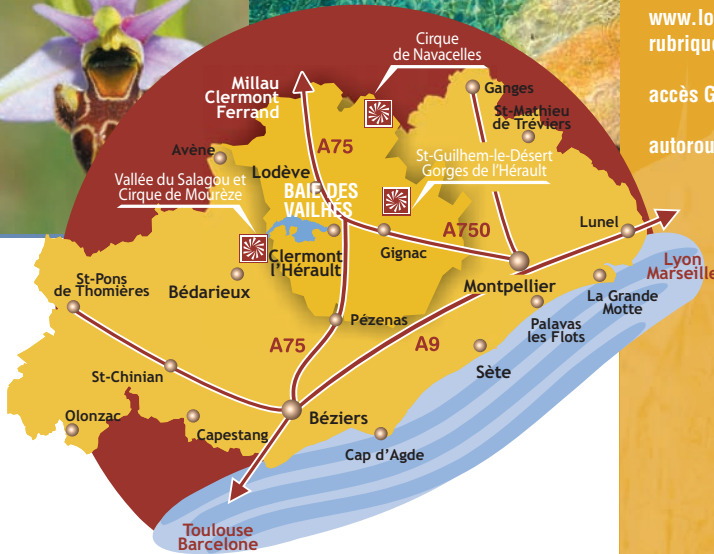 www.lo
rubrique
accès G
autorou
Cirque
de Navacelles
Millau
Clermont
Ferrand
Ganges
St-Mathieu
de Tréviers
A75
Avène
Lodève
St-Guilhem-le-Désert
Gorges de l'Hérault
Vallée du Salagou et
Cirque de Mourèze
BAIE DES
VAILHÉS
A750
Lunel
Gignac
Clermont
l'Hérault
Lyon
Marseille
St-Pons
de Thomières
Bédarieux
Montpellier
La Grande
Motte
Pézenas
Palavas
les Flots
A75
A9
Sète
St-Chinian
Olonzac
Béziers
Capestang
Cap d'Agde
Toulouse
Barcelone